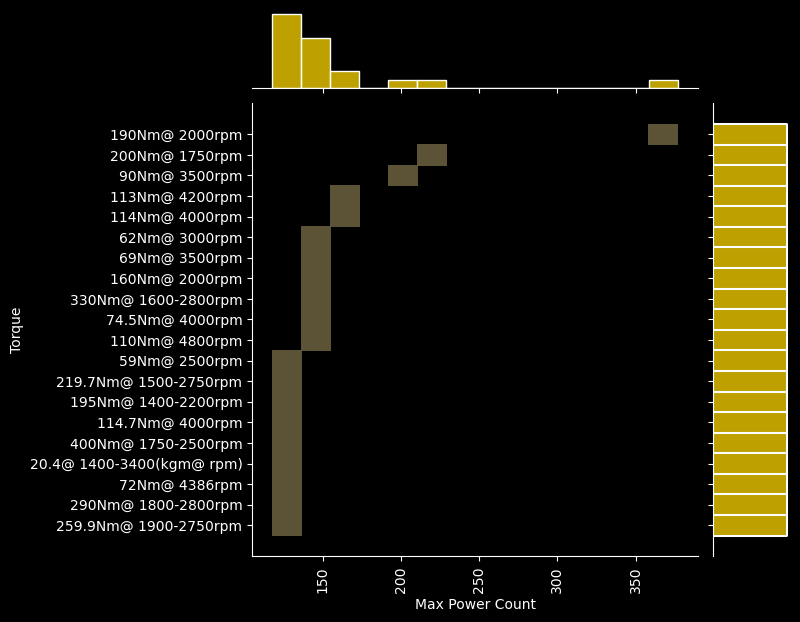 190Nm@ 2000rpm
200Nm@ 1750rpm
90Nm@ 3500rpm
113Nm@ 4200rpm
114Nm@ 4000rpm
62Nm@ 3000rpm
69Nm@ 3500rpm
160Nm@ 2000rpm
330Nm@ 1600-2800rpm
74.5Nm@ 4000rpm
110Nm@ 4800rpm
59Nm@ 2500rpm
219.7Nm@ 1500-2750rpm
195Nm@ 1400-2200rpm
114.7Nm@ 4000rpm
400Nm@ 1750-2500rpm
20.4@ 1400-3400(kgm@ rpm)
72Nm@ 4386rpm
290Nm@ 1800-2800rpm
259.9Nm@ 1900-2750rpm
Torque
150 200 250 300 350
Max Power Count